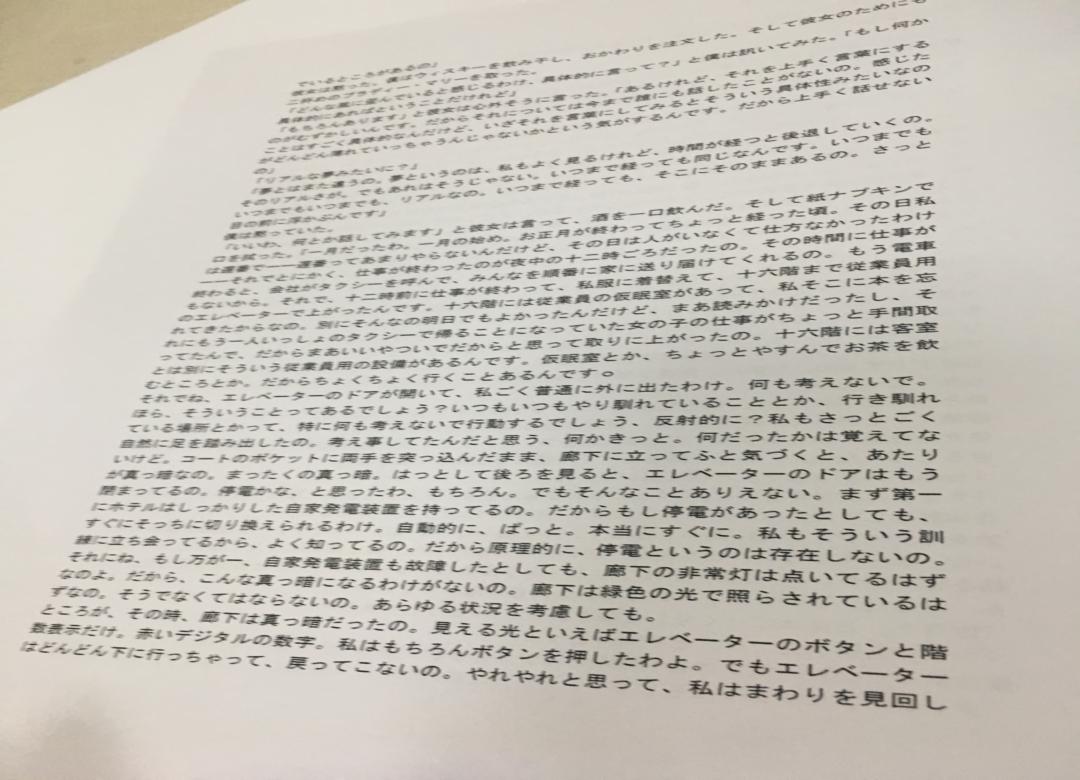 ているところがあるの」
彼女は黙った。僕はウィスキーを飲み干し、おかわりを注文した。そして彼女のためにも
二杯めのブラディー・マリーを取った。
「どんな風に歪んでいると感じるわけ、具体的に言って？」と僕は訊いてみた。「もし何か
具体的にあればということだけれど」
「もちろんあります」と彼女は心外そうに言った。「あるけれど、それを上手く言葉にする
のがむずかしいんです。だからそれについては今まで誰にも話したことがないの。感じた
ことはすごく具体的なんだけど、いざそれを言葉にしてみるとそういう具体性みたいなの
がどんどん薄れていっちゃうんじゃないかという気がするんです。だから上手く話せない
の」
「リアルな夢みたいに？」
「夢とはまた違うの。夢というのは、私もよく見るけれど、時間が経つと後退していくの。
そのリアルさが。でもあれはそうじゃない。いつまで経っても同じなんです。いつまでも
いつまでもいつまでも、リアルなの。いつまで経っても、そこにそのままあるの。さっと
目の前に浮かぶんです」
僕は黙っていた。
「いいわ、何とか話してみます」と彼女は言って、酒を一口飲んだ。そして紙ナプキンで
口を拭った。「一月だったわ。一月の始め。お正月が終わってちょっと経った頃。その日私
は遅番で――遅番ってあまりやらないんだけど、その日は人がいなくて仕方なかったわけ
――それでとにかく、仕事が終わったのが夜中の十二時ごろだったの。その時間に仕事が
終わると、会社がタクシーを呼んで、みんなを順番に家に送り届けてくれるの。もう電車
もないから。それで、十二時前に仕事が終わって、私服に着替えて、十六階まで従業員用
のエレベーターで上がったんです。十六階には従業員の仮眠室があって、私そこに本を忘
れてきたからなの。別にそんなの明日でもよかったんだけど、まあ読みかけだったし、そ
れにもう一人いっしょのタクシーで帰ることになっていた女の子の仕事がちょっと手間取
ってたんで、だからまあいいやついでだからと思って取りに上がったの。十六階には客室
とは別にそういう従業員用の設備があるんです。仮眠室とか、ちょっとやすんでお茶を飲
むところとか。だからちょくちょく行くことあるんです。
それでね、エレベーターのドアが開いて、私ごく普通に外に出たわけ。何も考えないで。
ほら、そういうことってあるでしょう？いつもいつもやり馴れていることとか、行き馴れ
ている場所とかって、特に何も考えないで行動するでしょう、反射的に？私もさっとごく
自然に足を踏み出したの。考え事してたんだと思う、何かきっと。何だったかは覚えてな
いけど。コートのポケットに両手を突っ込んだまま、廊下に立ってふと気づくと、あたり
が真っ暗なの。まったくの真っ暗。はっとして後ろを見ると、エレベーターのドアはもう
閉まってるの。停電かな、と思ったわ、もちろん。でもそんなことありえない。まず第一
にホテルはしっかりした自家発電装置を持ってるの。だからもし停電があったとしても、
すぐにそっちに切り換えられるわけ。自動的に、ぱっと。本当にすぐに。私もそういう訓
練に立ち会ってるから、よく知ってるの。だから原理的に、停電というのは存在しないの。
それにね、もし万が一、自家発電装置も故障したとしても、廊下の非常灯は点いてるはず
なのよ。だから、こんな真っ暗になるわけがないの。廊下は緑色の光で照らされているは
ずなの。そうでなくてはならないの。あらゆる状況を考慮しても。
ところが、その時、廊下は真っ暗だったの。見える光といえばエレベーターのボタンと階
数表示だけ。赤いデジタルの数字。私はもちろんボタンを押したわよ。でもエレベーター
はどんどん下に行っちゃって、戻ってこないの。やれやれと思って、私はまわりを見回し